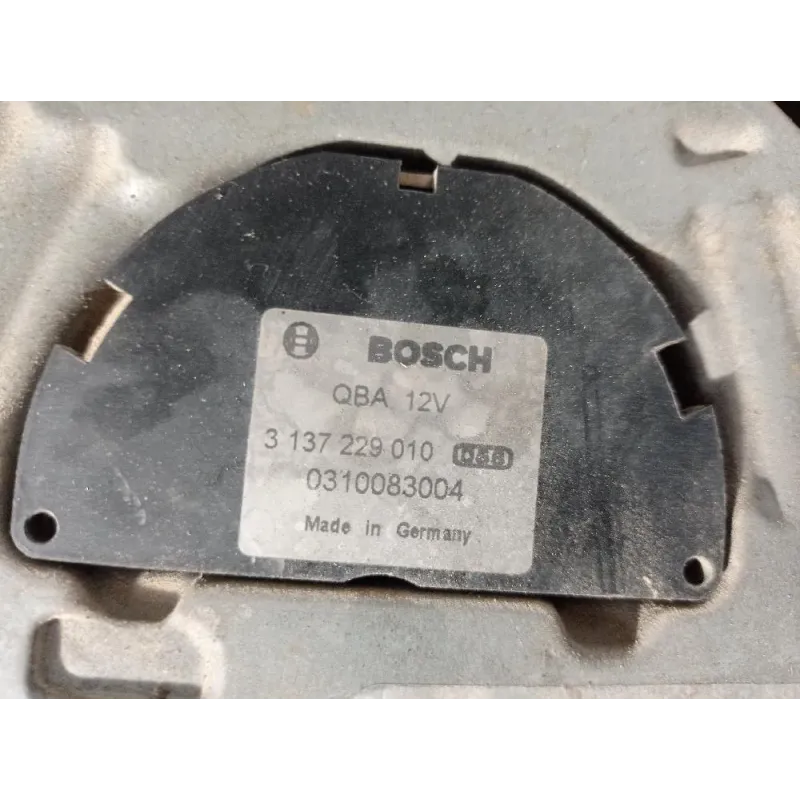 BOSCH
QBA 12V
3 137 229 010
0310083004
Made in Germany